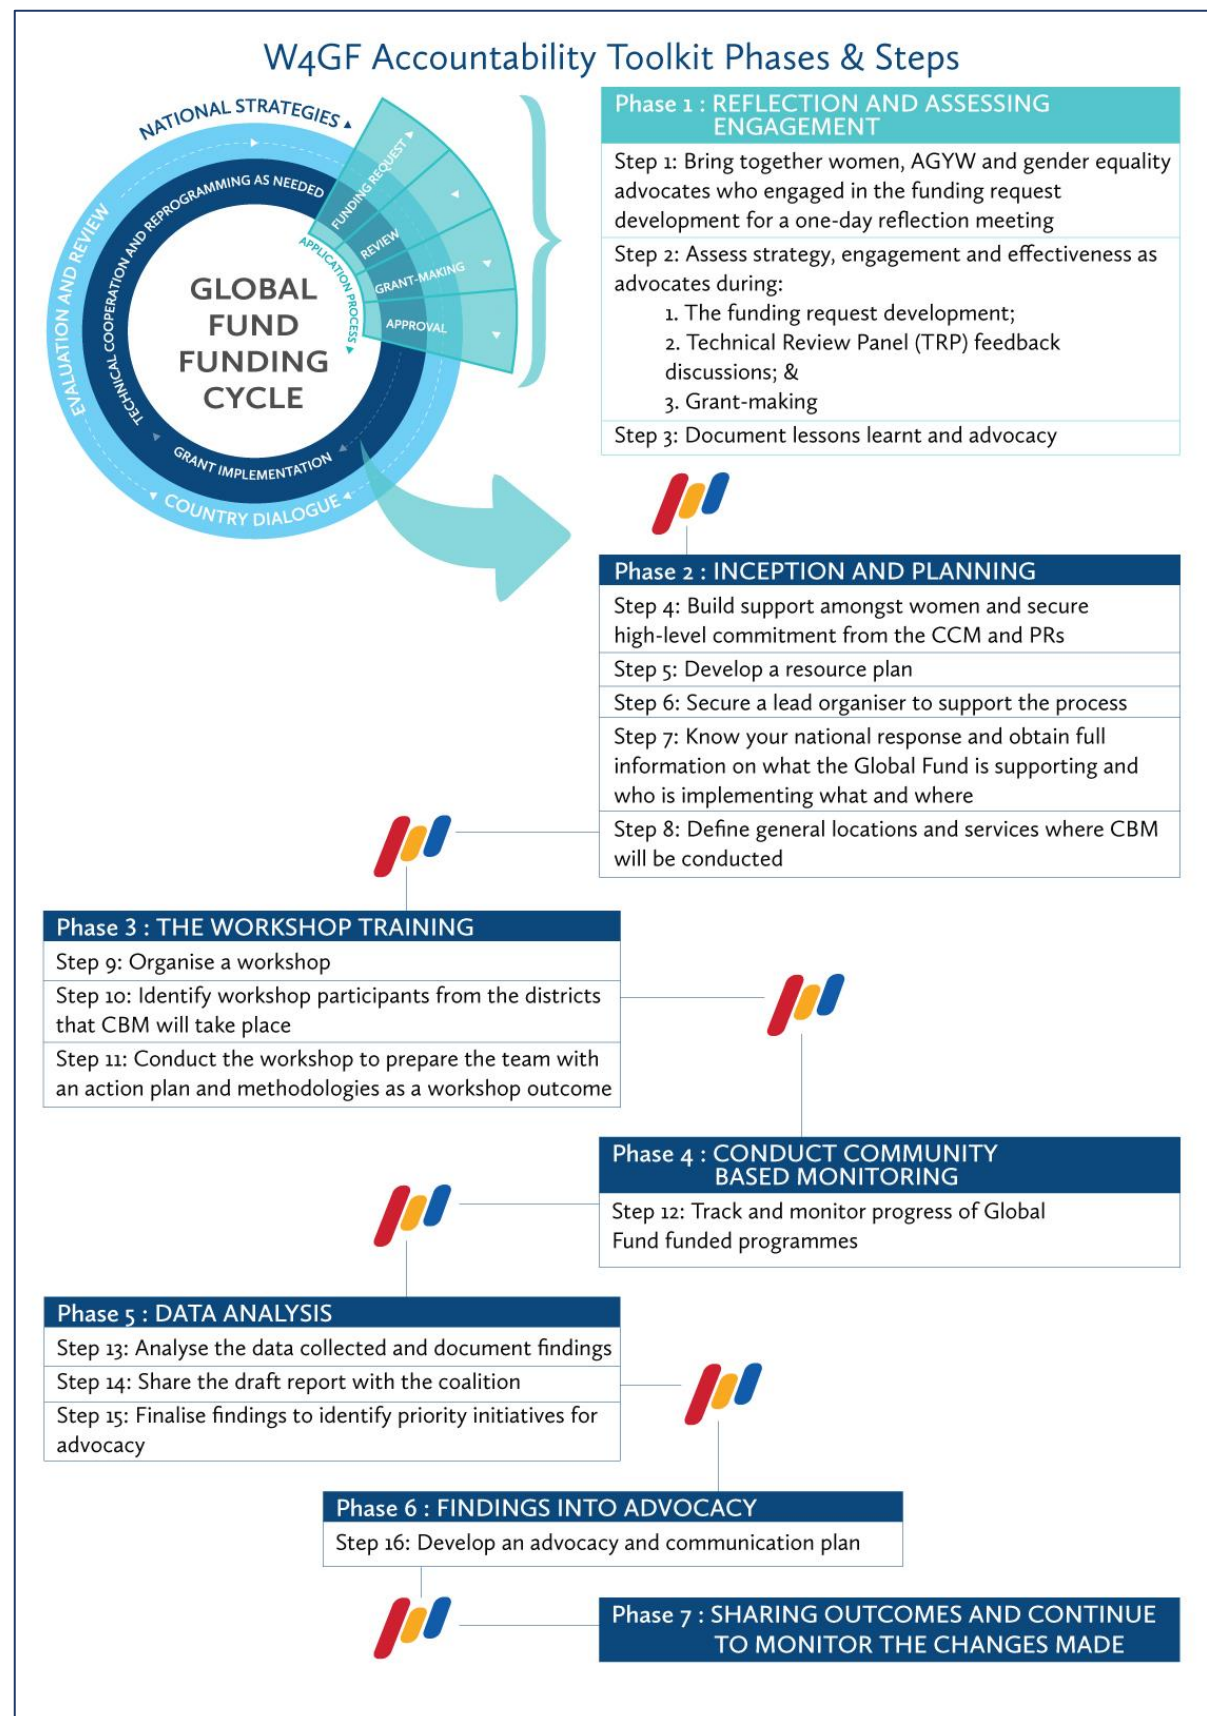 W4GF Accountability Toolkit Phases & Steps
NATIONAL STRATEGIES
EVALUATION AND REVIEW
COUNTRY DIALOGUE
TECHNICAL COOPERATION AND REPROGRAMMING AS NEEDED
GRANT IMPLEMENTATION
APPLICATION PROCESS
FUNDING REQUEST
REVIEW
GRANT-MAKING
APPROVAL
GLOBAL
FUND
FUNDING
CYCLE
Phase 1 : REFLECTION AND ASSESSING
ENGAGEMENT
Step 1: Bring together women, AGYW and gender equality
advocates who engaged in the funding request
development for a one-day reflection meeting
Step 2: Assess strategy, engagement and effectiveness as
advocates during:
1. The funding request development;
2. Technical Review Panel (TRP) feedback
discussions; &
3. Grant-making
Step 3: Document lessons learnt and advocacy
Phase 2 : INCEPTION AND PLANNING
Step 4: Build support amongst women and secure
high-level commitment from the CCM and PRs
Step 5: Develop a resource plan
Step 6: Secure a lead organiser to support the process
Step 7: Know your national response and obtain full
information on what the Global Fund is supporting and
who is implementing what and where
Step 8: Define general locations and services where CBM
will be conducted
Phase 3 : THE WORKSHOP TRAINING
Step 9: Organise a workshop
Step 10: Identify workshop participants from the districts
that CBM will take place
Step 11: Conduct the workshop to prepare the team with
an action plan and methodologies as a workshop outcome
Phase 4 : CONDUCT COMMUNITY
BASED MONITORING
Step 12: Track and monitor progress of Global
Fund funded programmes
Phase 5 : DATA ANALYSIS
Step 13: Analyse the data collected and document findings
Step 14: Share the draft report with the coalition
Step 15: Finalise findings to identify priority initiatives for
advocacy
Phase 6 : FINDINGS INTO ADVOCACY
Step 16: Develop an advocacy and communication plan
Phase 7 : SHARING OUTCOMES AND CONTINUE
TO MONITOR THE CHANGES MADE